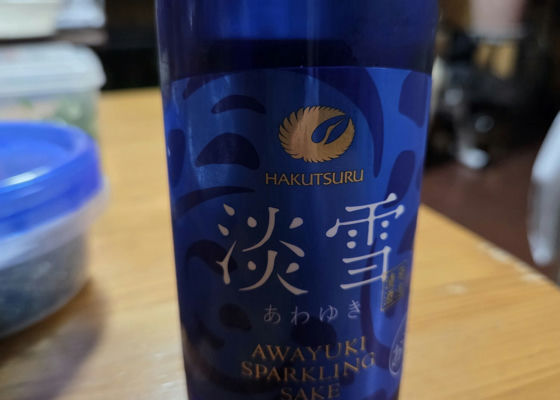 HAKUTSURU
淡雪
あわゆき
AWAYUKI
SPARKLING
SAKE